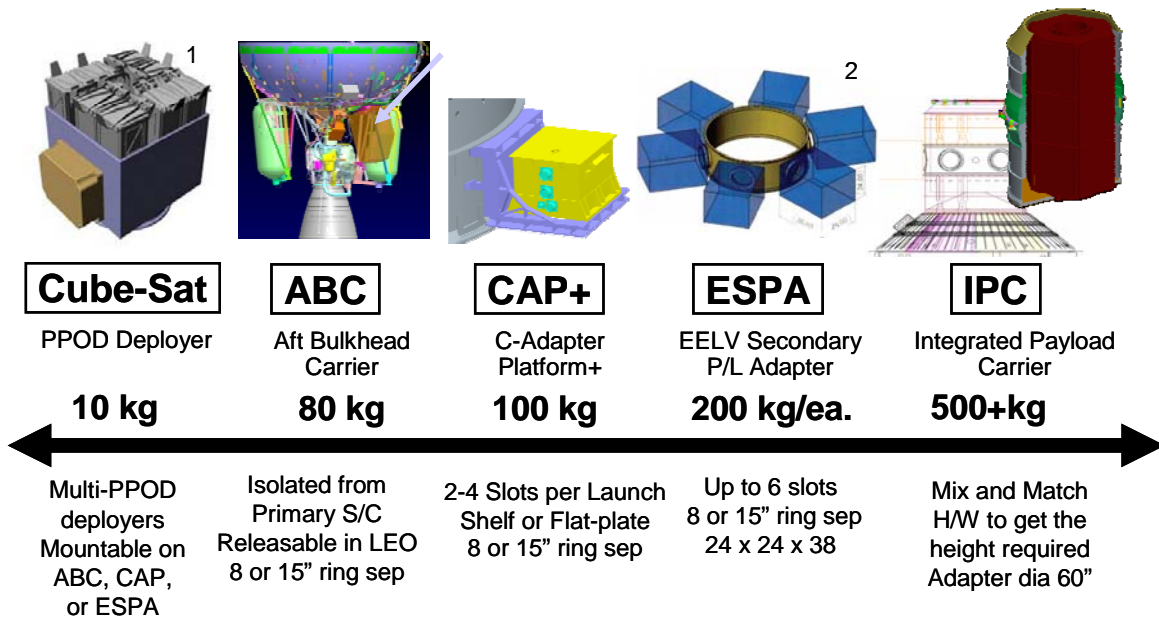 1
2
24.00
Cube-Sat
ABC
CAP+
ESPA
IPC
PPOD Deployer
Aft Bulkhead
Carrier
C-Adapter
Platform+
EELV Secondary
P/L Adapter
Integrated Payload
Carrier
10 kg
80 kg
100 kg
200 kg/ea.
500+kg
Multi-PPOD
deployers
Mountable on
ABC, CAP,
or ESPA
Isolated from
Primary S/C
Releasable in LEO
8 or 15” ring sep
2-4 Slots per Launch
Shelf or Flat-plate
8 or 15” ring sep
Up to 6 slots
8 or 15” ring sep
24 x 24 x 38
Mix and Match
H/W to get the
height required
Adapter dia 60”